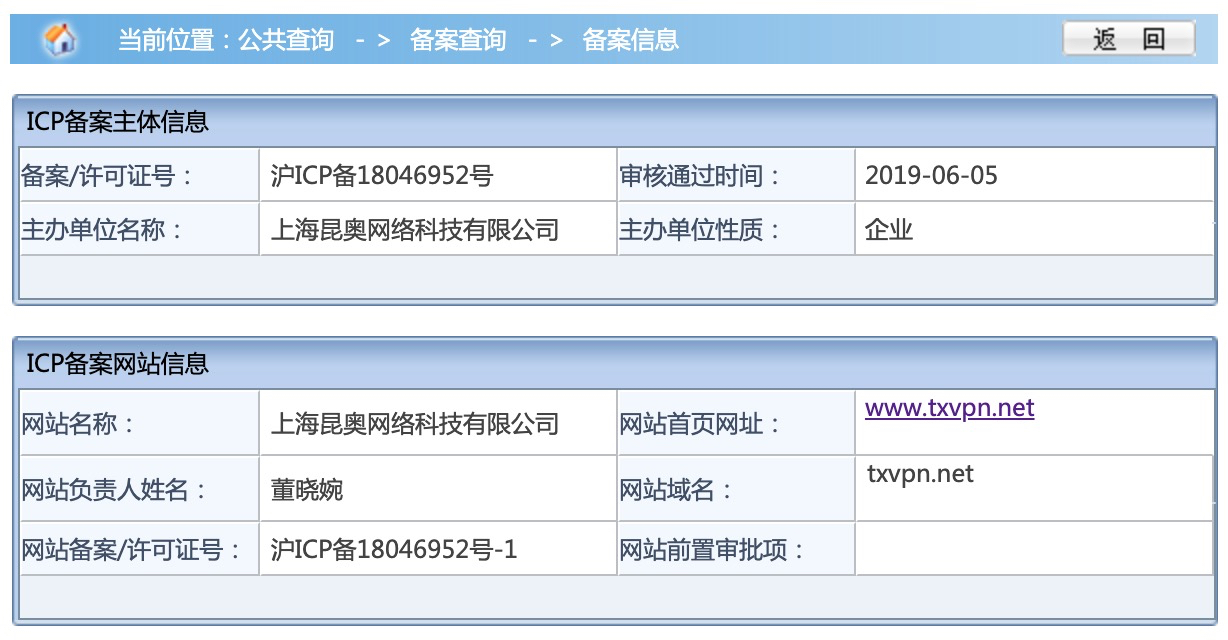 当前位置：公共查询 -> 备案查询 -> 备案信息 返 回
ICP备案主体信息
备案/许可证号： 沪ICP备18046952号 审核通过时间： 2019-06-05
主办单位名称： 上海昆奥网络科技有限公司 主办单位性质： 企业
ICP备案网站信息
网站名称： 上海昆奥网络科技有限公司 网站首页网址： www.txvpn.net
网站负责人姓名： 董晓婉 网站域名： txvpn.net
网站备案/许可证号： 沪ICP备18046952号-1 网站前置审批项：